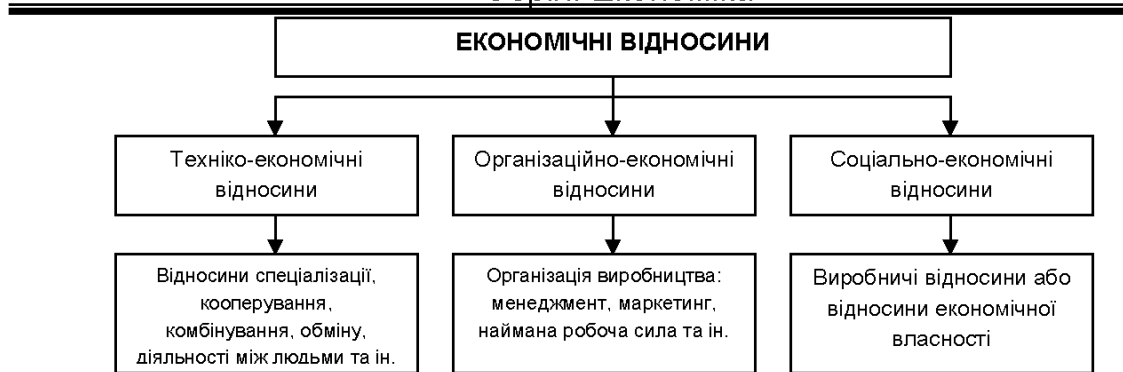 ЕКОНОМІЧНІ ВІДНОСИНИ
Техніко-економічні
відносини
Організаційно-економічні
відносини
Соціально-економічні
відносини
Відносини спеціалізації,
кооперування,
комбінування, обміну,
діяльності між людьми та ін.
Організація виробництва:
менеджмент, маркетинг,
наймана робоча сила та ін.
Виробничі відносини або
відносини економічної
власності